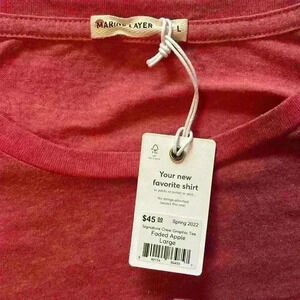 MARINE LAYER L
Your new
favorite shirt
$45.00 Spring 2022
Signature Crew Graphic Tee
Faded Apple
Large